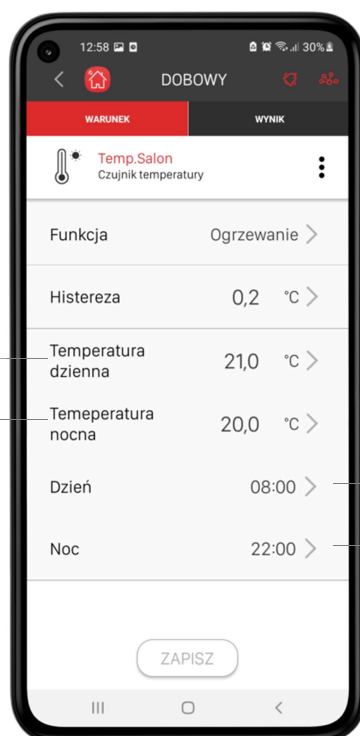 12:58 30%
DOBOWY
WARUNEK WYNIK
Temp.Salon
Czujnik temperatury
Funkcja Ogrzewanie
Histereza 0,2 °C
Temperatura
dzienna 21,0 °C
Temeperatura
nocna 20,0 °C
Dzień 08:00
Noc 22:00
ZAPISZ